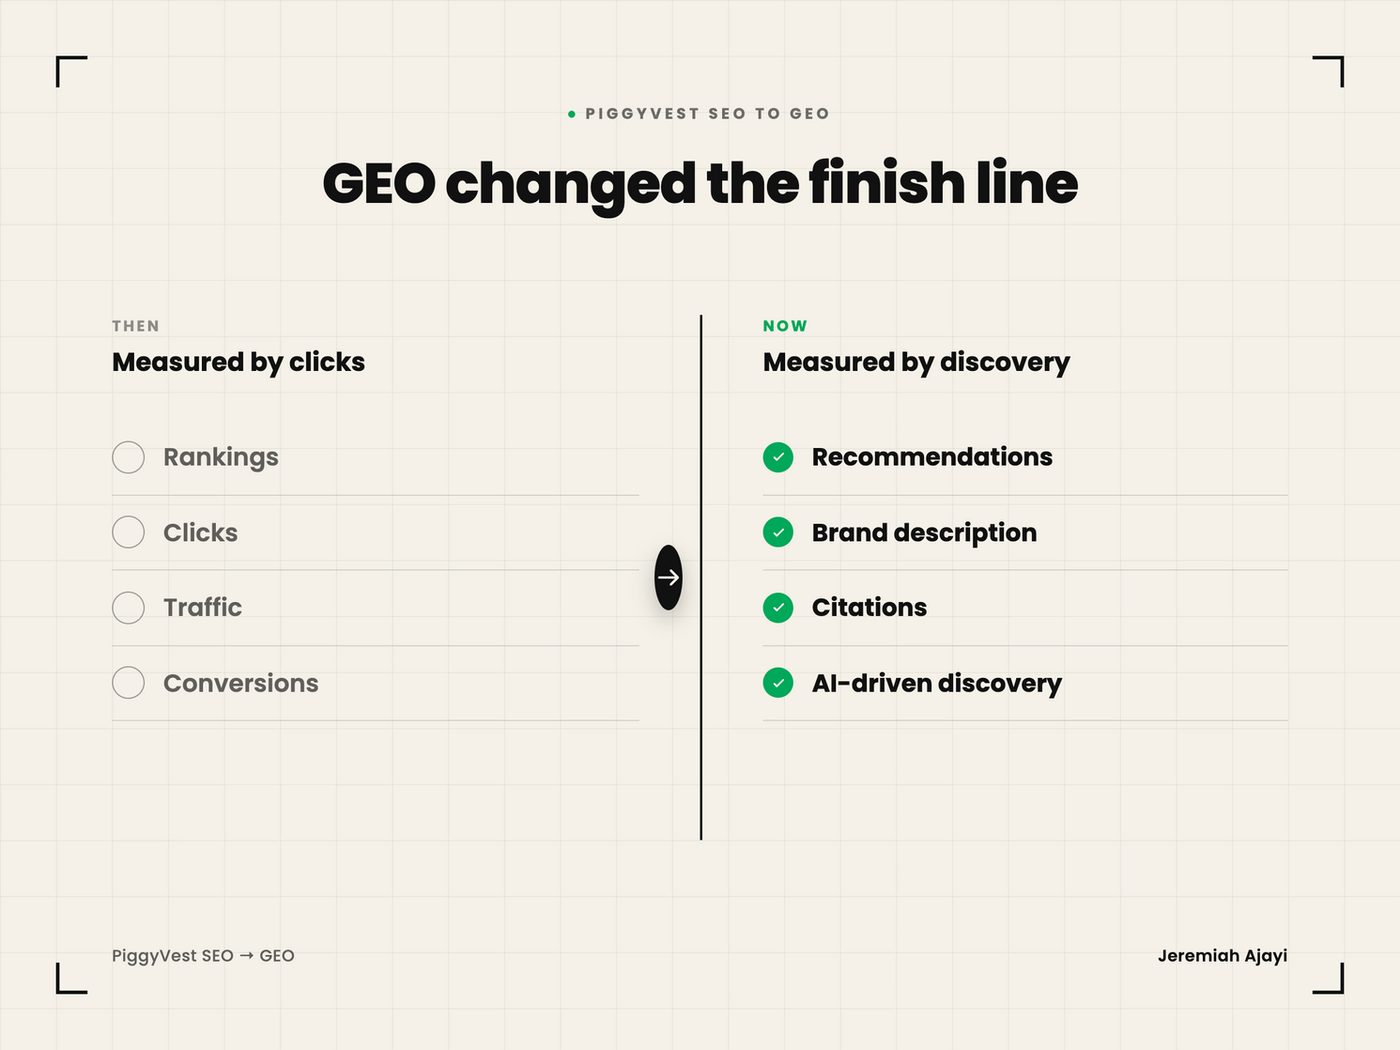 PIGGYVEST SEO TO GEO
GEO changed the finish line
THEN
Measured by clicks
Rankings
Clicks
Traffic
Conversions
→
NOW
Measured by discovery
Recommendations
Brand description
Citations
AI-driven discovery
PiggyVest SEO → GEO
Jeremiah Ajayi